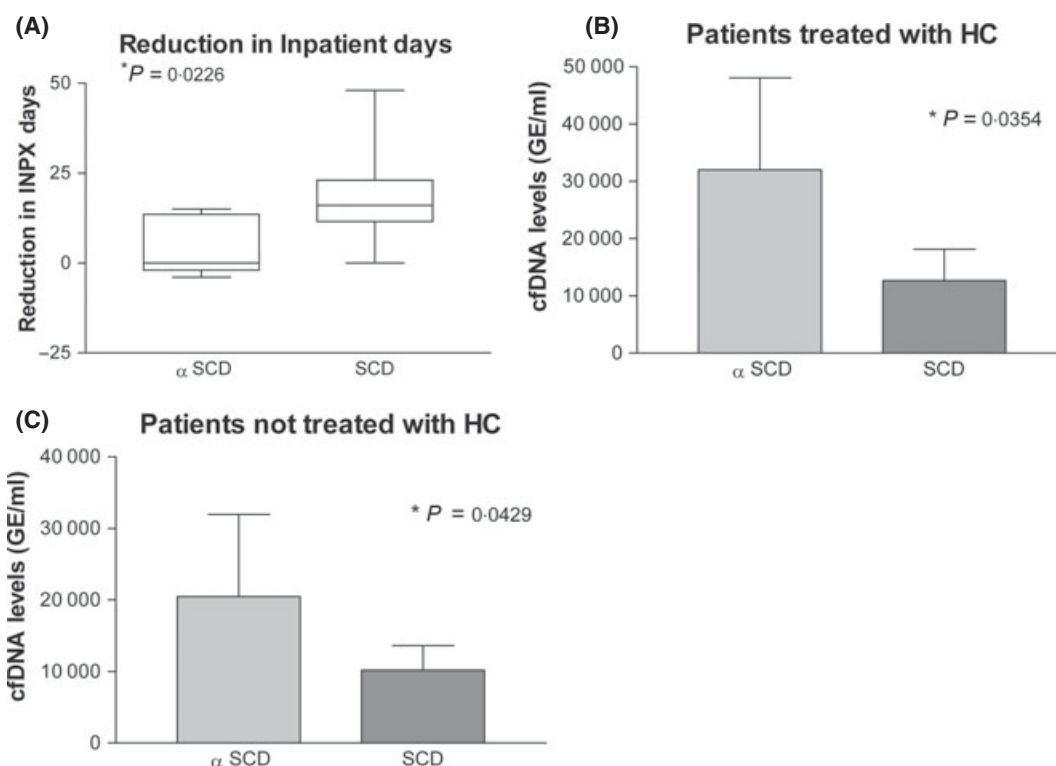 (A)
Reduction in Inpatient days
*P = 0·0226
Reduction in INPX days
50
25
0
–25
α SCD
SCD
(B)
Patients treated with HC
* P = 0·0354
cfDNA levels (GE/ml)
50 000
40 000
30 000
20 000
10 000
0
α SCD
SCD
(C)
Patients not treated with HC
* P = 0·0429
cfDNA levels (GE/ml)
40 000
30 000
20 000
10 000
0
α SCD
SCD